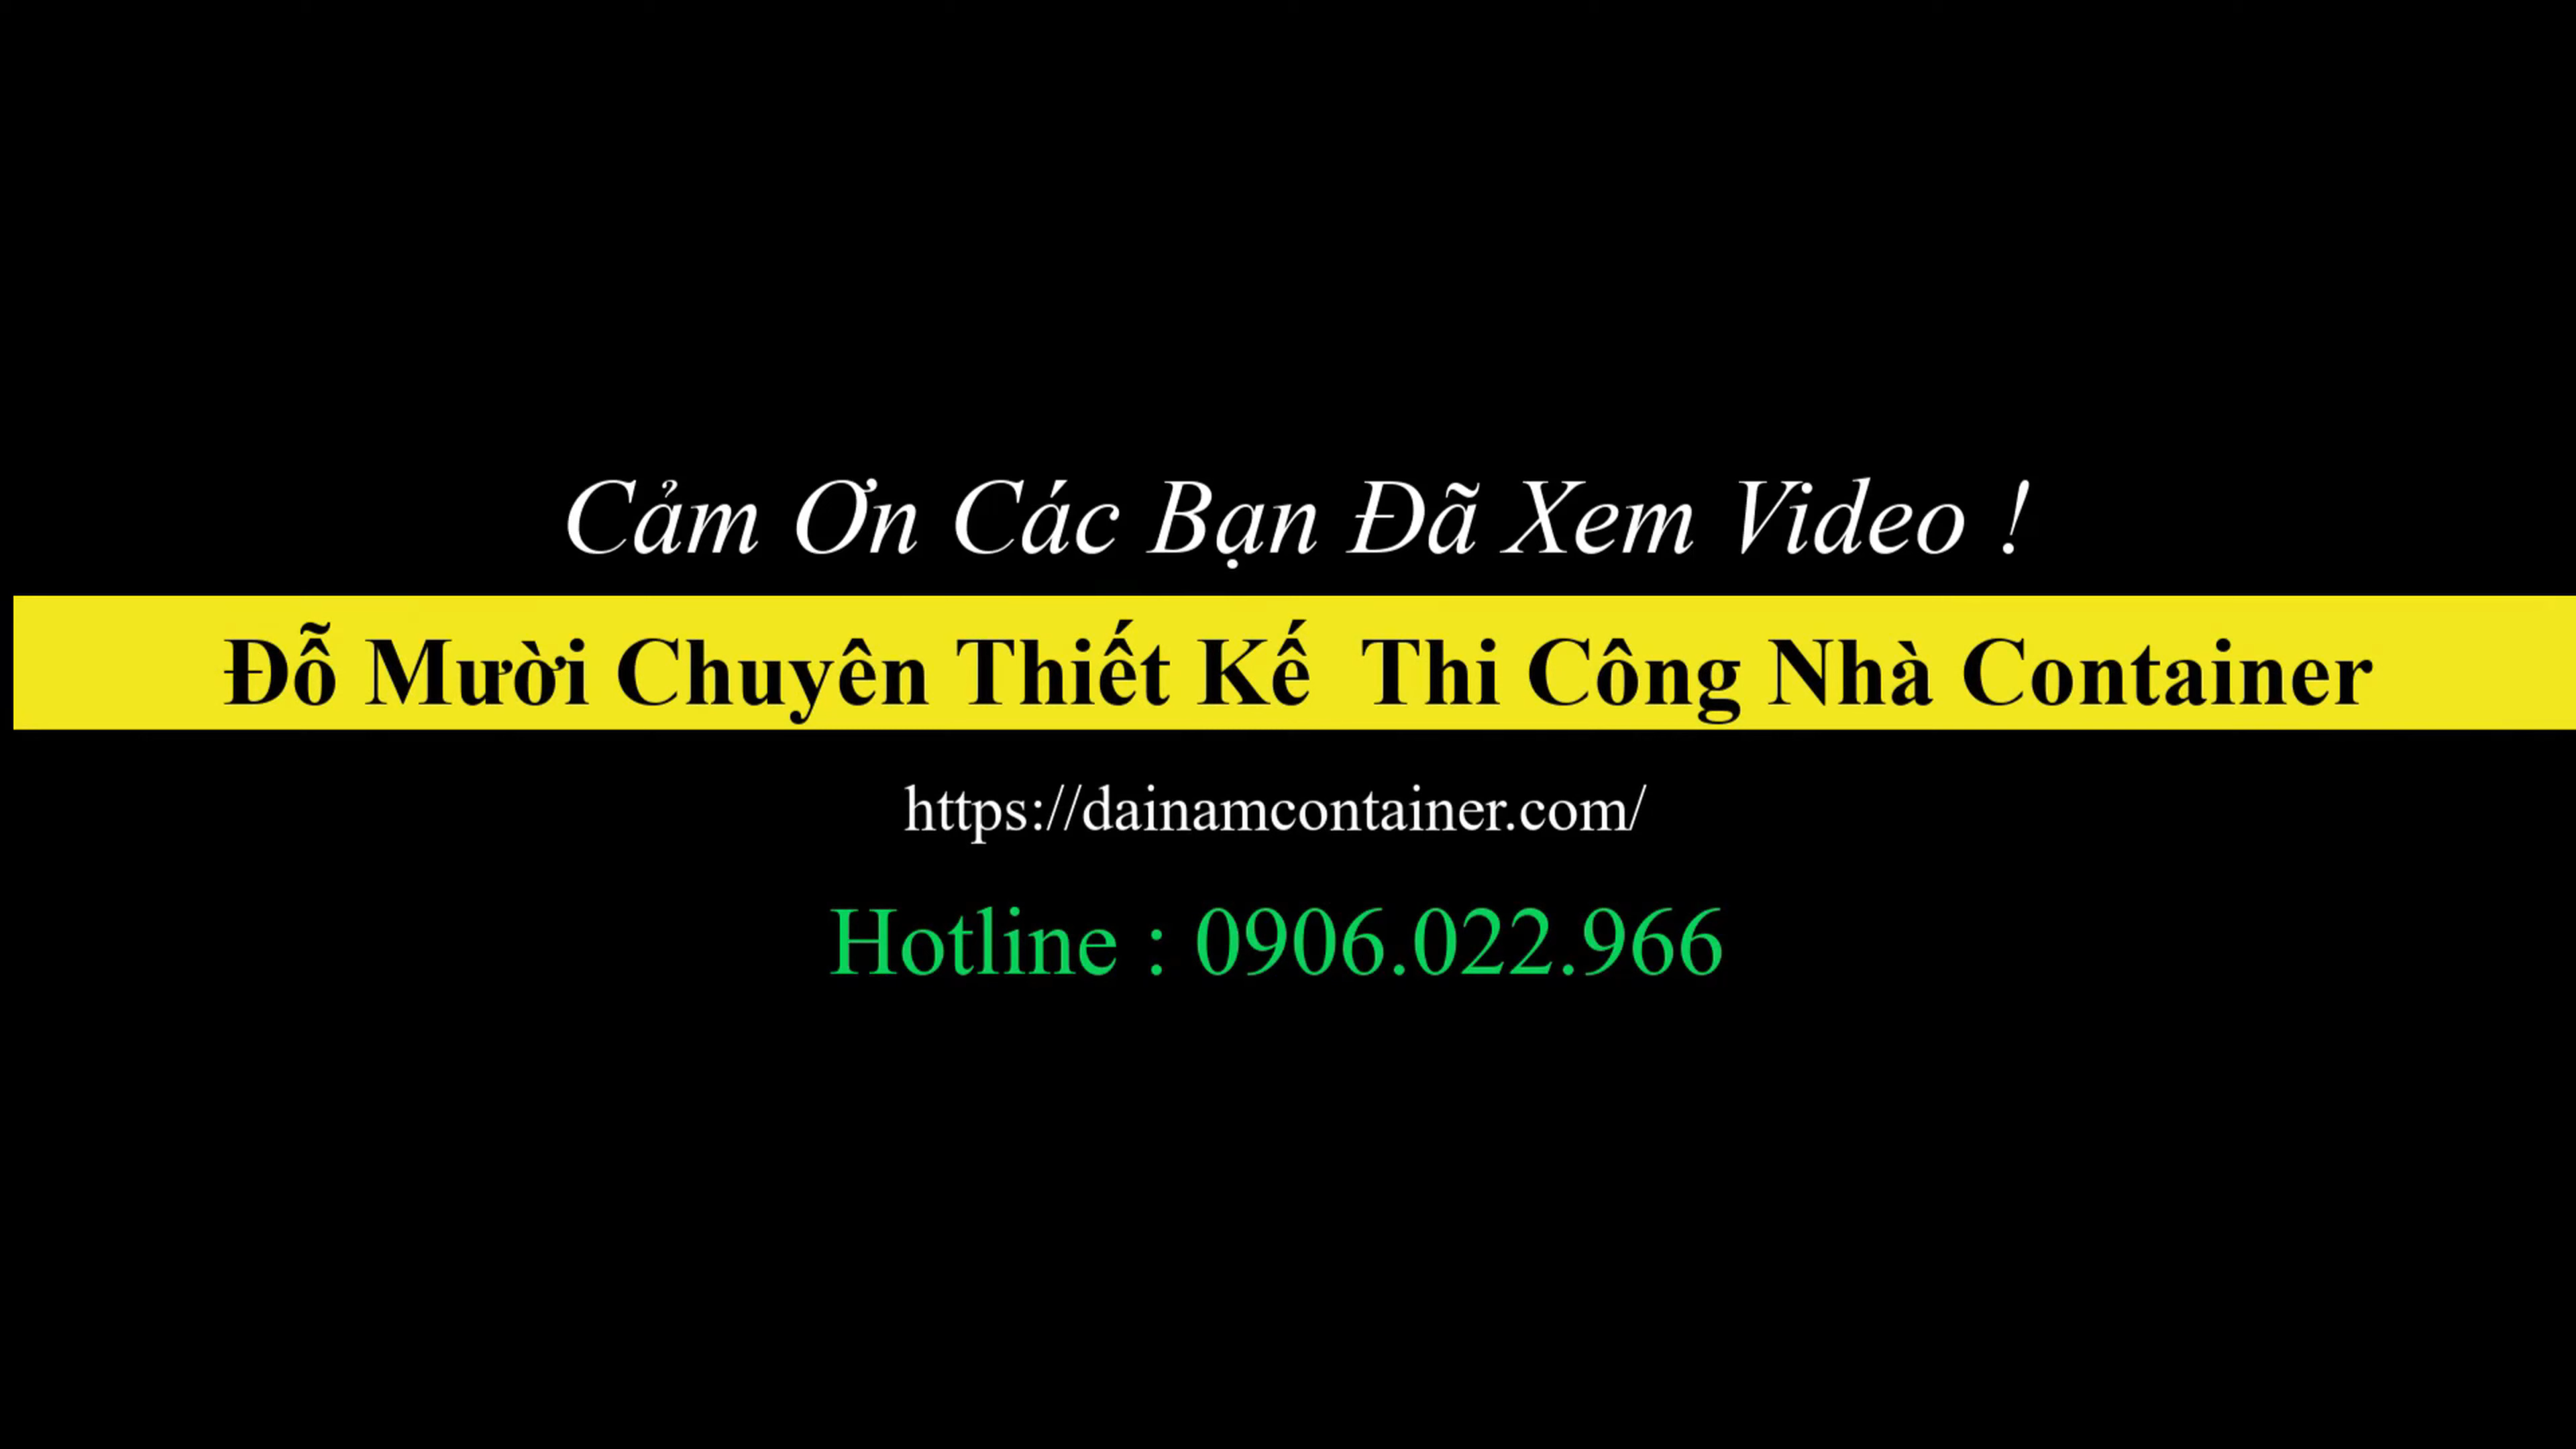 Cảm Ơn Các Bạn Đã Xem Video !
Đỗ Mười Chuyên Thiết Kế  Thi Công Nhà Container
https://dainamcontainer.com/
Hotline : 0906.022.966